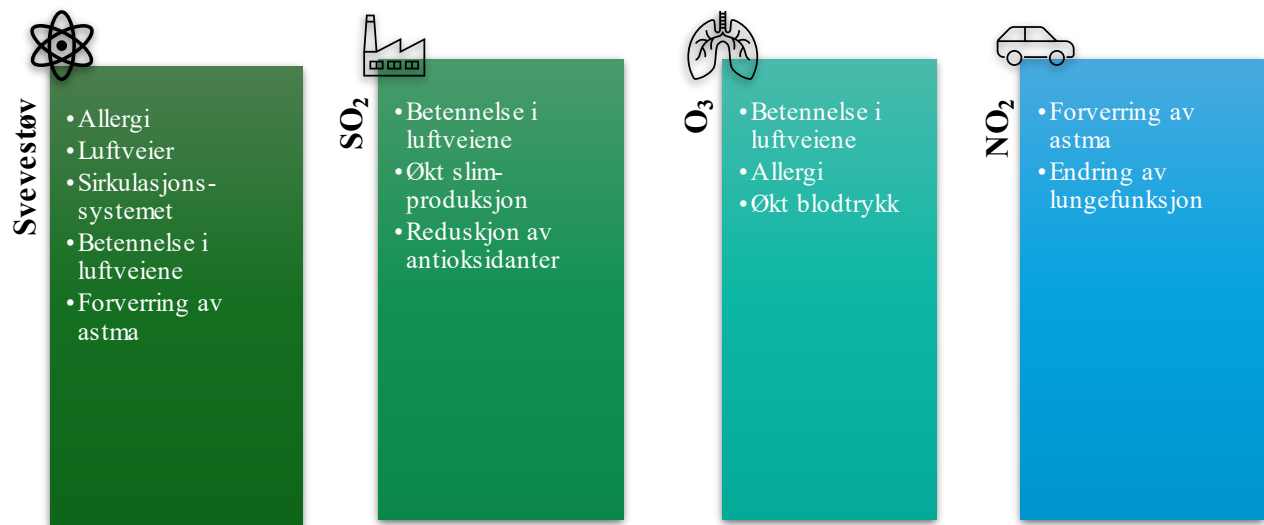 Svevestøv
• Allergi
• Luftveier
• Sirkulasjons-
systemet
• Betennelse i
luftveiene
• Forverring av
astma
SO₂
• Betennelse i
luftveiene
• Økt slim-
produksjon
• Reduskjon av
antioksidanter
O₃
• Betennelse i
luftveiene
• Allergi
• Økt blodtrykk
NO₂
• Forverring av
astma
• Endring av
lungefunksjon